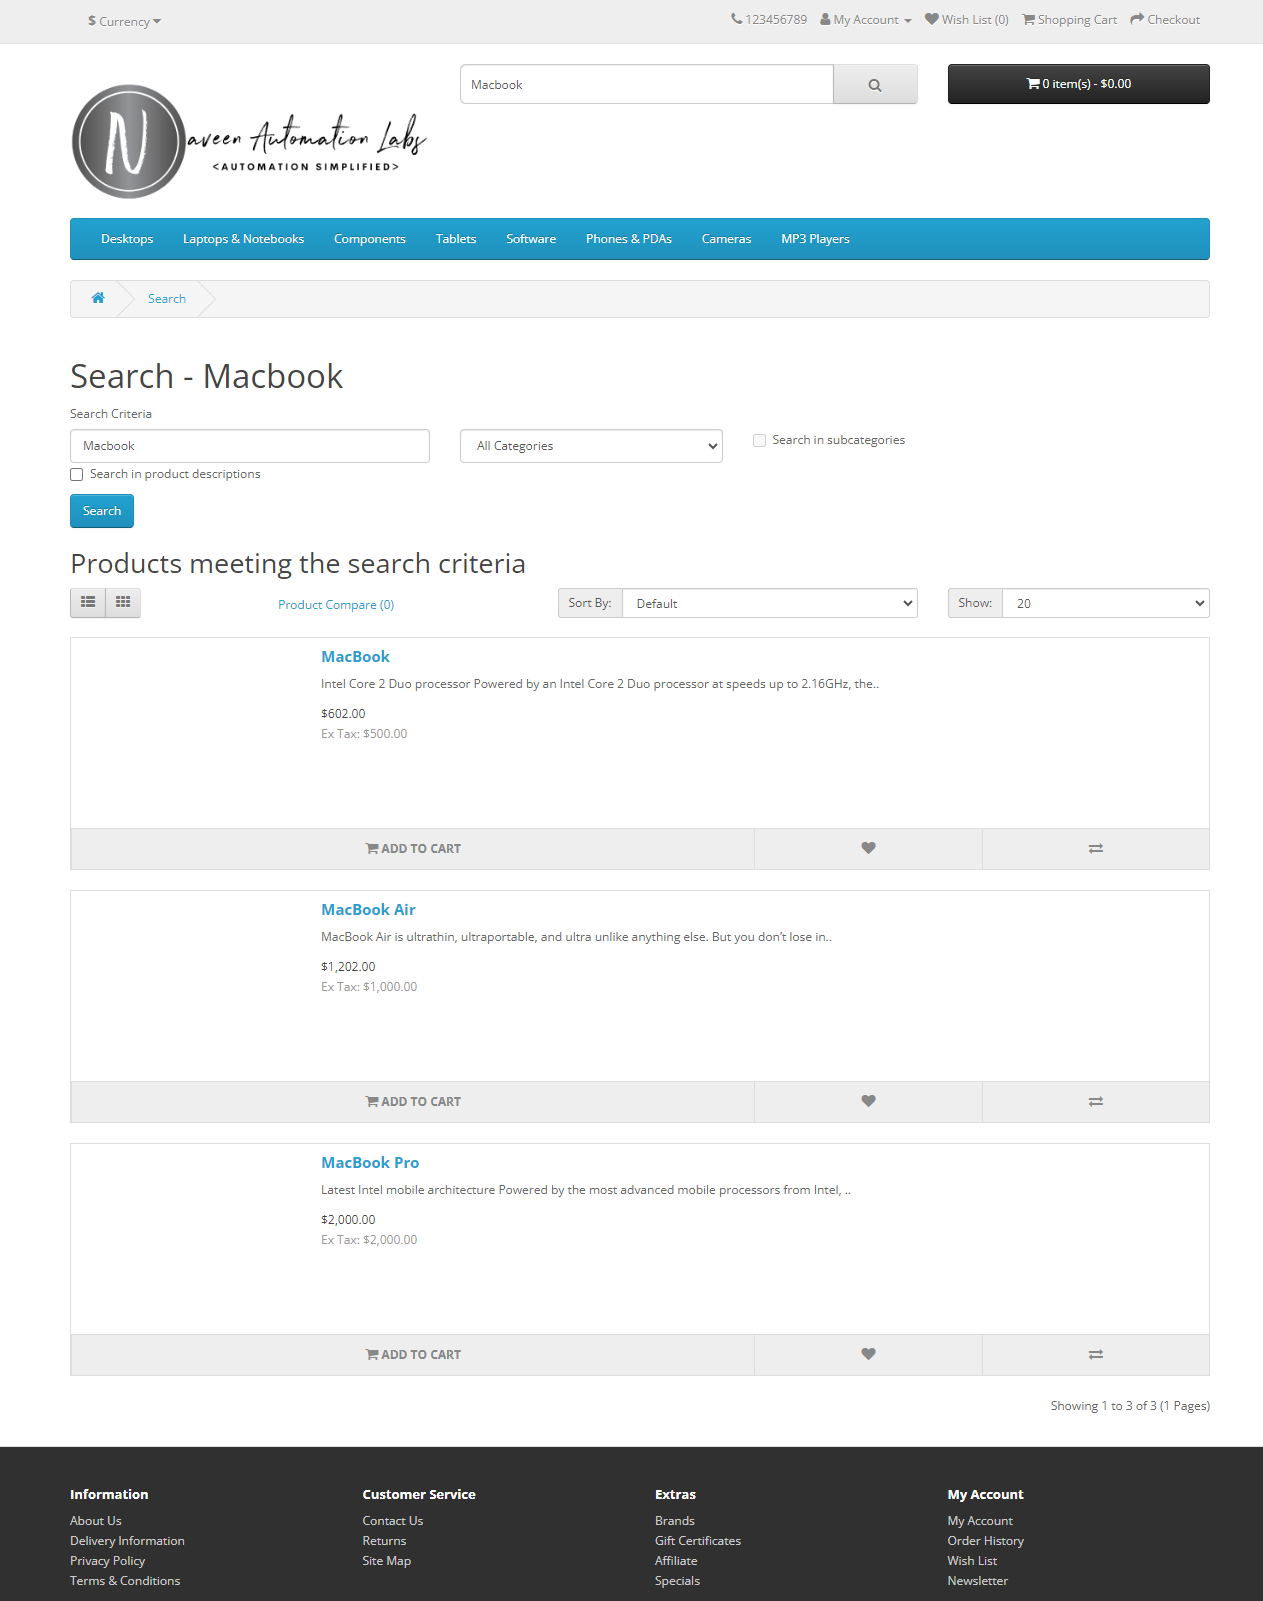 $ Currency
123456789 My Account Wish List (0) Shopping Cart Checkout
Macbook
0 item(s) - $0.00
N aveen Automation Labs
<AUTOMATION SIMPLIFIED>
Desktops Laptops & Notebooks Components Tablets Software Phones & PDAs Cameras MP3 Players
Search
Search - Macbook
Search Criteria
Macbook All Categories Search in subcategories
Search in product descriptions
Search
Products meeting the search criteria
Product Compare (0) Sort By: Default Show: 20
MacBook
Intel Core 2 Duo processor Powered by an Intel Core 2 Duo processor at speeds up to 2.16GHz, the..
$602.00
Ex Tax: $500.00
ADD TO CART
MacBook Air
MacBook Air is ultrathin, ultraportable, and ultra unlike anything else. But you don’t lose in..
$1,202.00
Ex Tax: $1,000.00
ADD TO CART
MacBook Pro
Latest Intel mobile architecture Powered by the most advanced mobile processors from Intel, ..
$2,000.00
Ex Tax: $2,000.00
ADD TO CART
Showing 1 to 3 of 3 (1 Pages)
Information
About Us
Delivery Information
Privacy Policy
Terms & Conditions
Customer Service
Contact Us
Returns
Site Map
Extras
Brands
Gift Certificates
Affiliate
Specials
My Account
My Account
Order History
Wish List
Newsletter